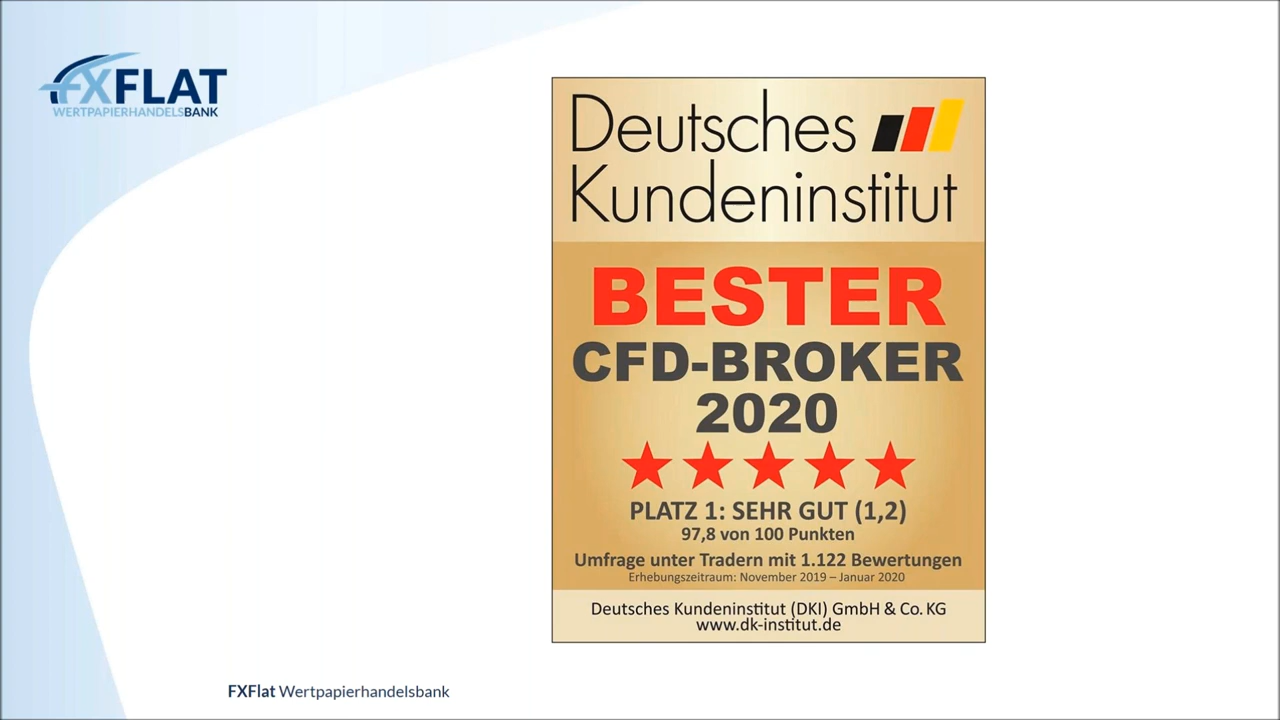 FXFLAT
WERTPAPIERHANDELSBANK
Deutsches
Kundeninstitut
BESTER
CFD-BROKER
2020
PLATZ 1: SEHR GUT (1,2)
97,8 von 100 Punkten
Umfrage unter Tradern mit 1.122 Bewertungen
Erhebungszeitraum: November 2019 – Januar 2020
Deutsches Kundeninstitut (DKI) GmbH & Co. KG
www.dk-institut.de
FXFlat Wertpapierhandelsbank